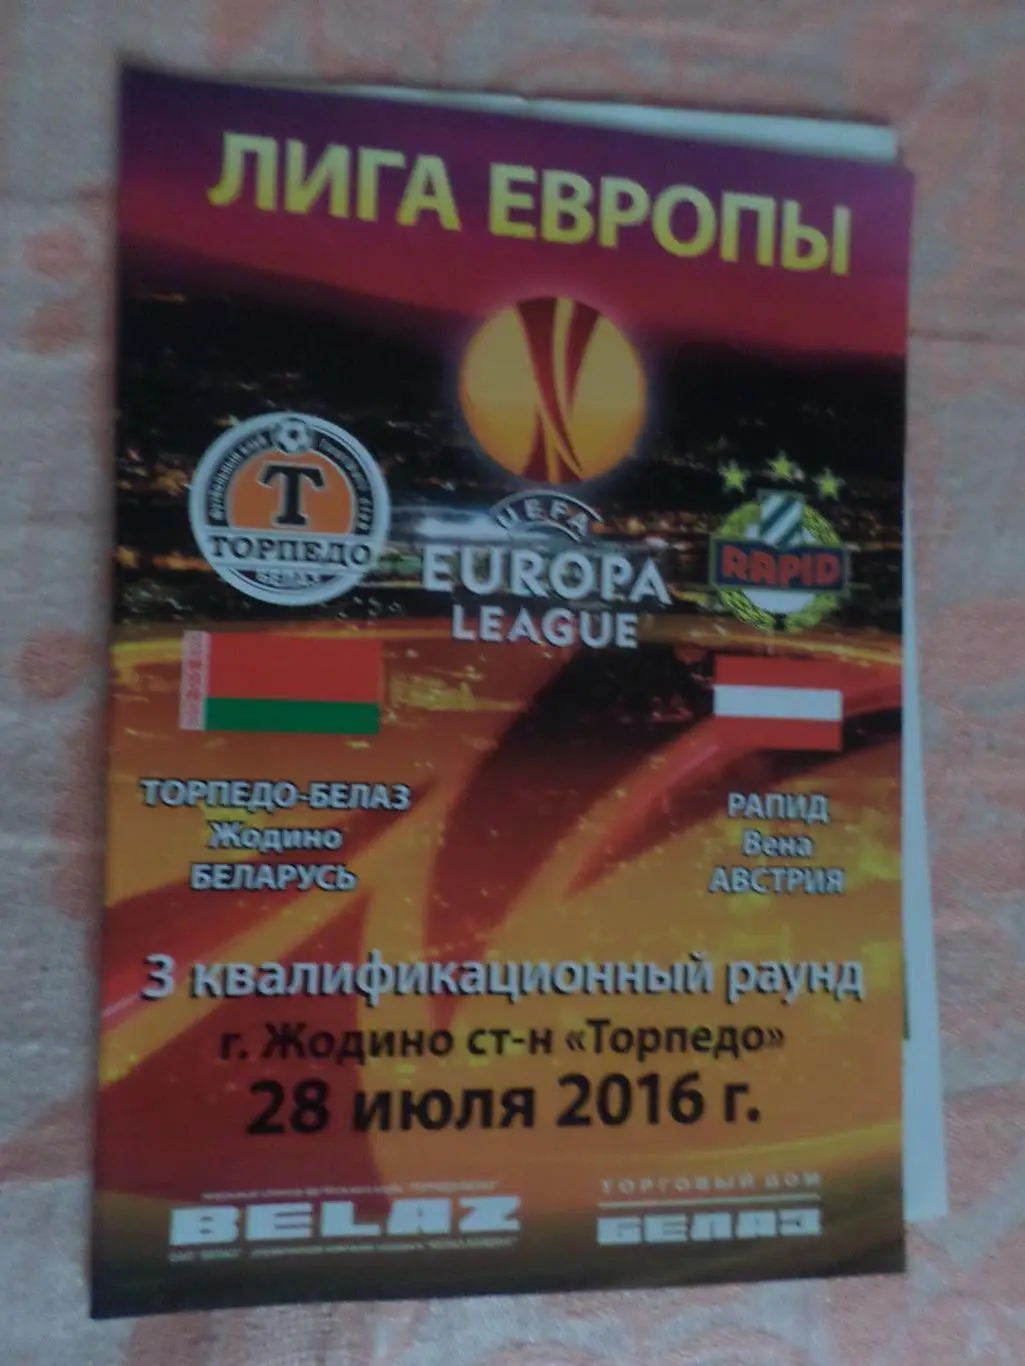 ЛИГА ЕВРОПЫ
ТОРПЕДО
БЕЛАЗ
UEFA
EUROPA
LEAGUE
RAPID
ТОРПЕДО-БЕЛАЗ
Жодино
БЕЛАРУСЬ
РАПИД
Вена
АВСТРИЯ
3 квалификационный раунд
г. Жодино ст-н «Торпедо»
28 июля 2016 г.
BELAZ
ТОРГОВЫЙ ДОМ
БЕЛАЗ